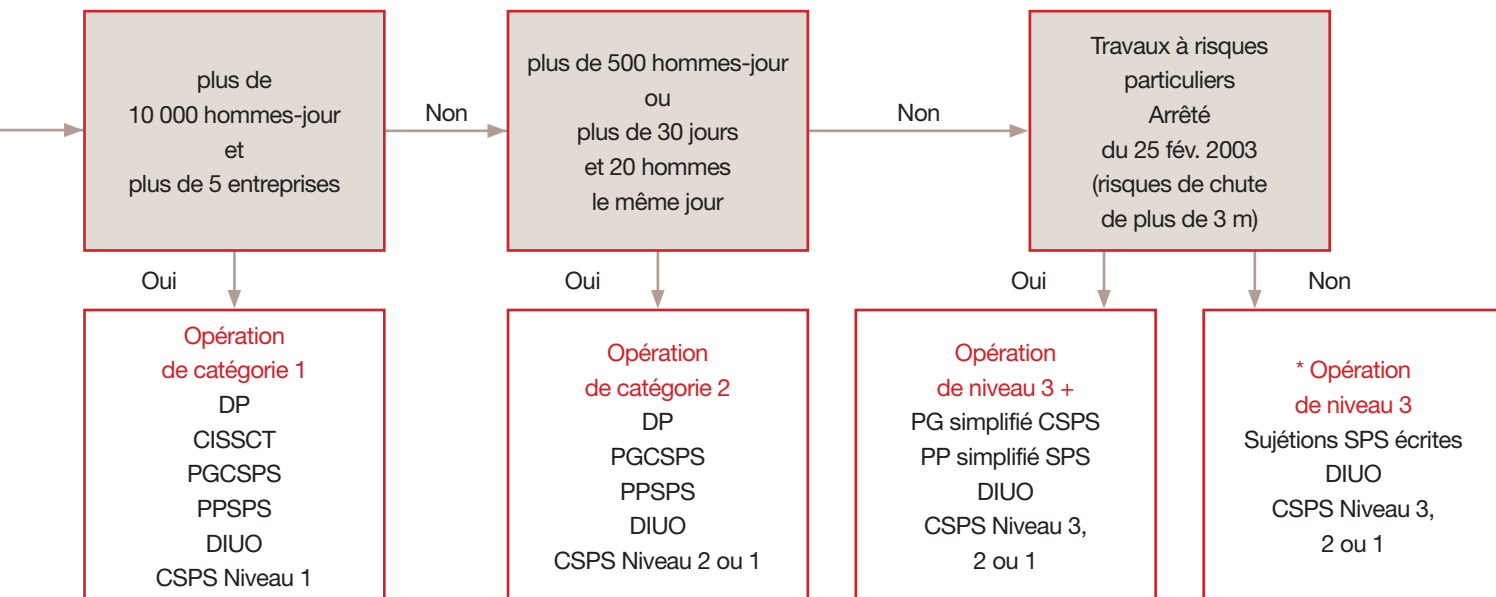 plus de
10 000 hommes-jour
et
plus de 5 entreprises
Non
plus de 500 hommes-jour
ou
plus de 30 jours
et 20 hommes
le même jour
Non
Travaux à risques
particuliers
Arrêté
du 25 fév. 2003
(risques de chute
de plus de 3 m)
Oui
Oui
Oui
Non
Opération
de catégorie 1
DP
CISSCT
PGCSPS
PPSPS
DIUO
CSPS Niveau 1
Opération
de catégorie 2
DP
PGCSPS
PPSPS
DIUO
CSPS Niveau 2 ou 1
Opération
de niveau 3 +
PG simplifié CSPS
PP simplifié SPS
DIUO
CSPS Niveau 3,
2 ou 1
* Opération
de niveau 3
Sujétions SPS écrites
DIUO
CSPS Niveau 3,
2 ou 1